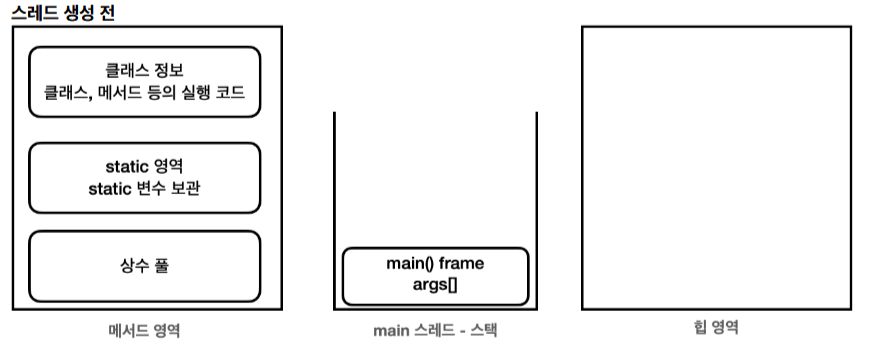 스레드 생성 전
클래스 정보
클래스, 메서드 등의 실행 코드
static 영역
static 변수 보관
상수 풀
메서드 영역
main() frame
args[]
main 스레드 - 스택
힙 영역